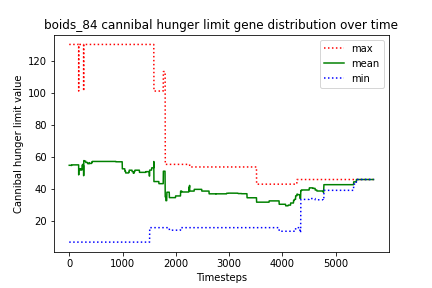 boids_84 cannibal hunger limit gene distribution over time
max
mean
min
Cannibal hunger limit value
120
100
80
60
40
20
0
1000
2000
3000
4000
5000
Timesteps